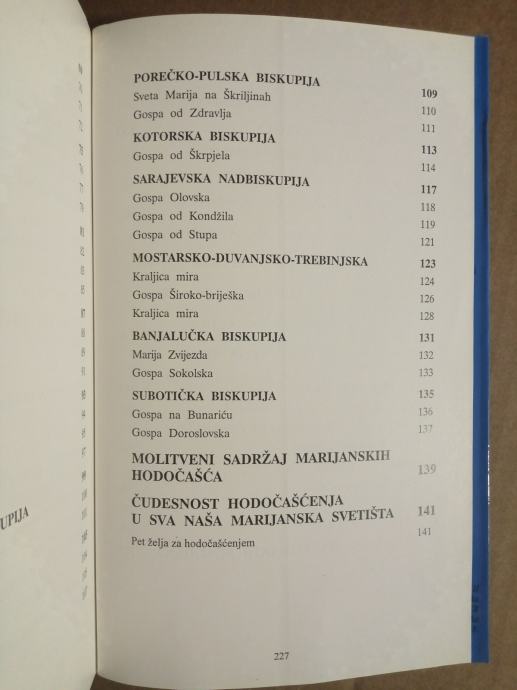 POREČKO-PULSKA BISKUPIJA 109
Sveta Marija na Škriljinah 110
Gospa od Zdravlja 111
KOTORSKA BISKUPIJA 113
Gospa od Škrpjela 114
SARAJEVSKA NADBISKUPIJA 117
Gospa Olovska 118
Gospa od Kondžila 119
Gospa od Stupa 121
MOSTARSKO-DUVANJSKO-TREBINJSKA 123
Kraljica mira 124
Gospa Široko-briješka 126
Kraljica mira 128
BANJALUČKA BISKUPIJA 131
Marija Zvijezda 132
Gospa Sokolska 133
SUBOTIČKA BISKUPIJA 135
Gospa na Bunariću 136
Gospa Doroslovska 137
MOLITVENI SADRŽAJ MARIJANSKIH
HODOČAŠĆA 139
ČUDESNOST HODOČAŠĆENJA
U SVA NAŠA MARIJANSKA SVETIŠTA 141
Pet želja za hodočašćenjem 141
227